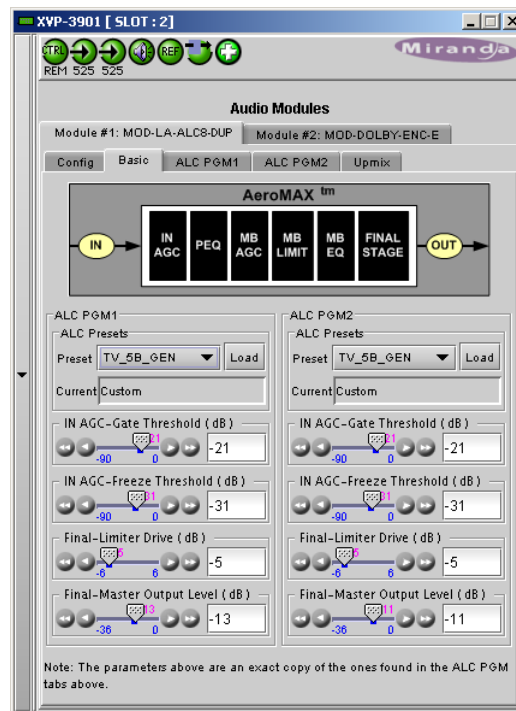 XVP-3901 [ SLOT : 2]
CTRL REF
REM 525 525
Miranda
Audio Modules
Module #1: MOD-LA-ALC8-DUP Module #2: MOD-DOLBY-ENC-E
Config Basic ALC PGM1 ALC PGM2 Upmix
AeroMAX tm
IN
IN AGC
PEQ
MB AGC
MB LIMIT
MB EQ
FINAL STAGE
OUT
ALC PGM1
ALC Presets
Preset TV_5B_GEN Load
Current Custom
IN AGC-Gate Threshold ( dB )
21
-90 0 -21
IN AGC-Freeze Threshold ( dB )
31
-90 0 -31
Final-Limiter Drive ( dB )
5
-6 6 -5
Final-Master Output Level ( dB )
13
-36 0 -13
ALC PGM2
ALC Presets
Preset TV_5B_GEN Load
Current Custom
IN AGC-Gate Threshold ( dB )
21
-90 0 -21
IN AGC-Freeze Threshold ( dB )
31
-90 0 -31
Final-Limiter Drive ( dB )
5
-6 6 -5
Final-Master Output Level ( dB )
11
-36 0 -11
Note: The parameters above are an exact copy of the ones found in the ALC PGM
tabs above.